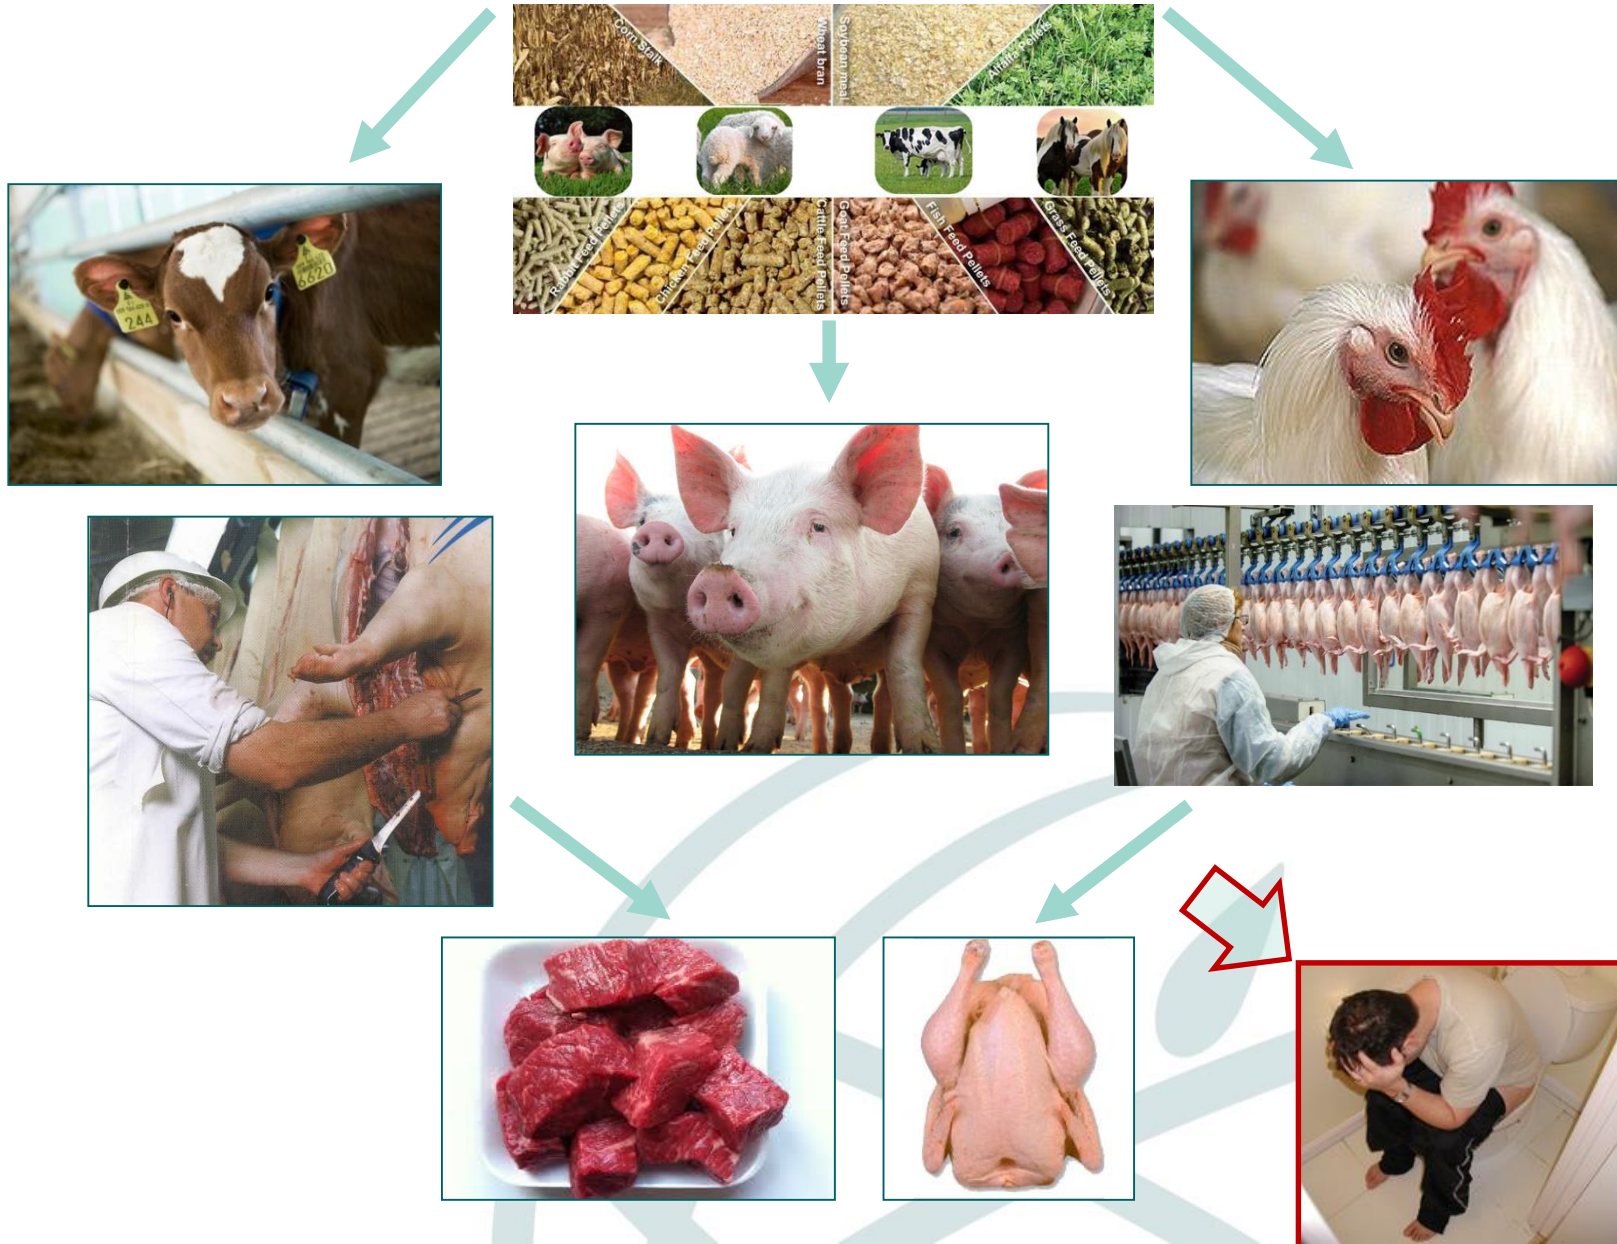 Corn Stalk
Wheat bran
Soybean meal
Alfalfa Pellets
Rabbit Feed Pellets
Chicken Feed Pellets
Cattle Feed Pellets
Goat Feed Pellets
Fish Feed Pellets
Grass Feed Pellets
244
6620